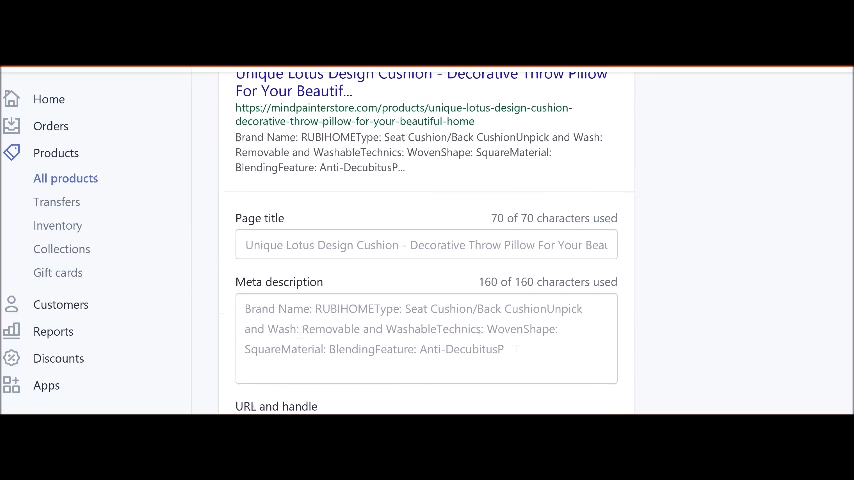 Unique Lotus Design Cushion - Decorative Throw Pillow
For Your Beautif...
https://mindpainterstore.com/products/unique-lotus-design-cushion-
decorative-throw-pillow-for-your-beautiful-home
Brand Name: RUBIHOMEType: Seat Cushion/Back CushionUnpick and Wash:
Removable and WashableTechnics: WovenShape: SquareMaterial:
BlendingFeature: Anti-DecubitusP...
Home
Orders
Products
All products
Transfers
Inventory
Collections
Gift cards
Customers
Reports
Discounts
Apps
Page title 70 of 70 characters used
Unique Lotus Design Cushion - Decorative Throw Pillow For Your Beau
Meta description 160 of 160 characters used
Brand Name: RUBIHOMEType: Seat Cushion/Back CushionUnpick
and Wash: Removable and WashableTechnics: WovenShape:
SquareMaterial: BlendingFeature: Anti-DecubitusP
URL and handle